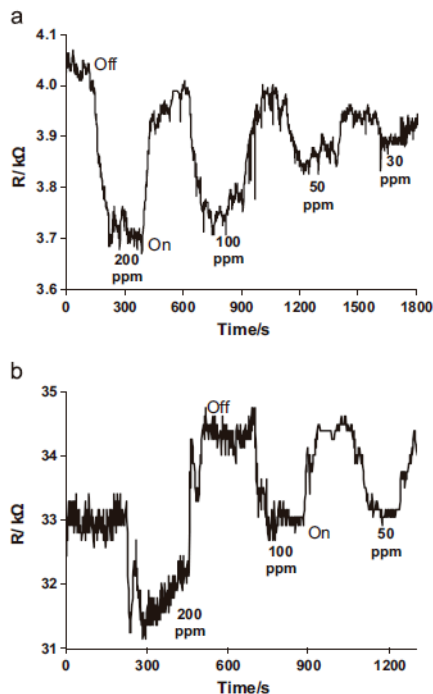 a
4.1
Off
4.0
R/ kΩ
3.9
3.8
30
ppm
50
ppm
3.7
On
100
ppm
200
ppm
3.6
0 300 600 900 1200 1500 1800
Time/s
b
35
Off
34
R/ kΩ
33
On
100
ppm
50
ppm
32
200
ppm
31
0 300 600 900 1200
Time/s